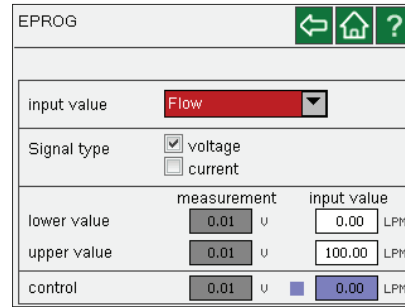 EPROG
?
input value Flow
Signal type voltage
current
measurement input value
lower value 0.01 V 0.00 LPM
upper value 0.01 V 100.00 LPM
control 0.01 V 0.00 LPM